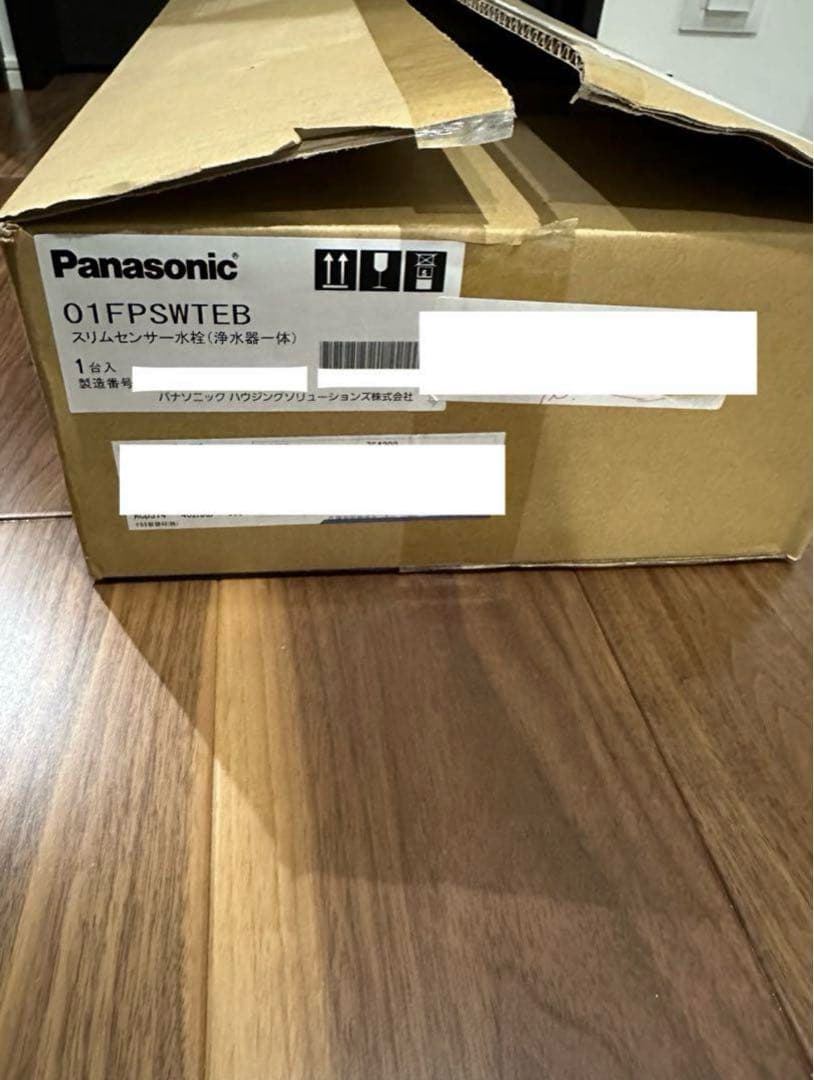 Panasonic®
01FPSWTEB
スリムセンサー水栓(浄水器一体)
1台入
製造番号
パナソニック ハウジングソリューションズ株式会社